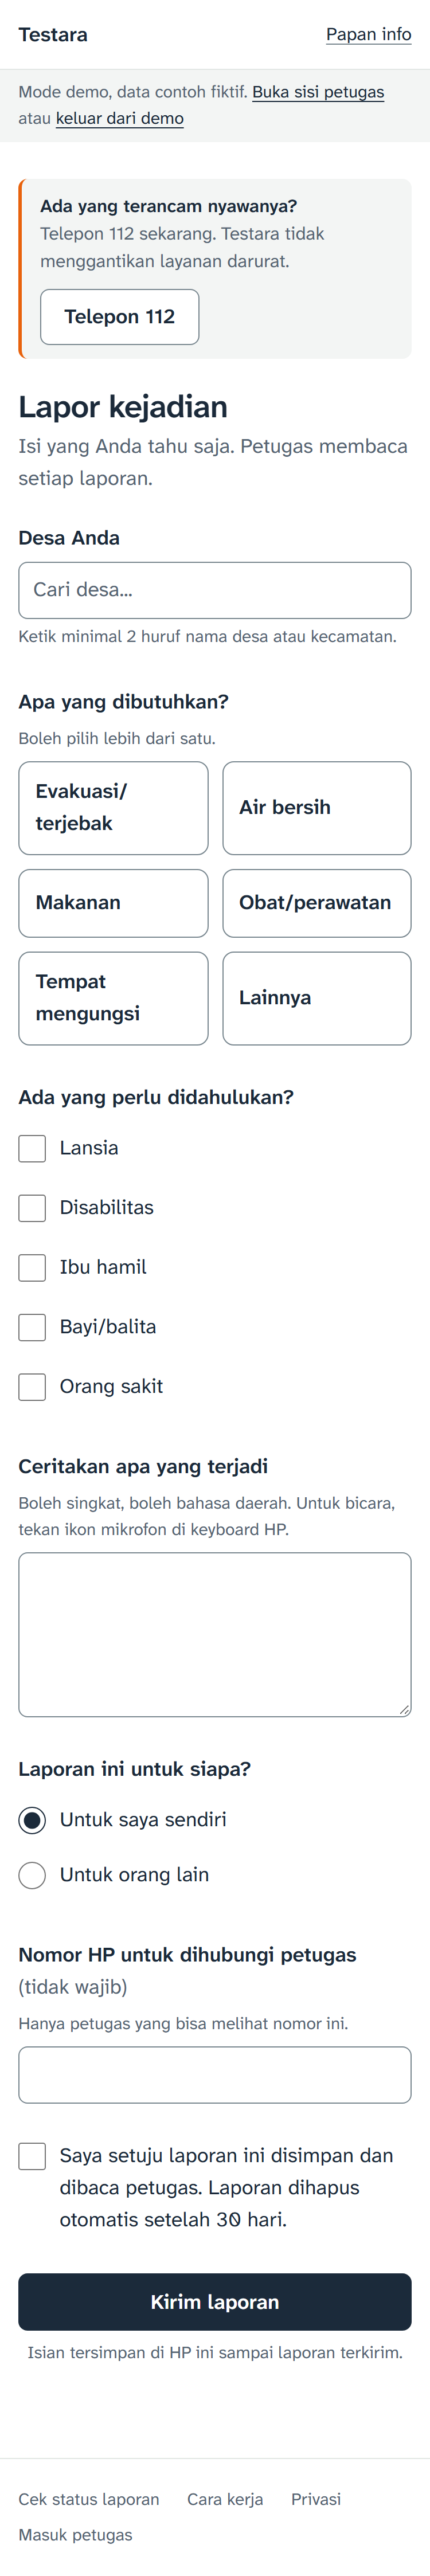 Testara
Papan info
Mode demo, data contoh fiktif. Buka sisi petugas
atau keluar dari demo
Ada yang terancam nyawanya?
Telepon 112 sekarang. Testara tidak
menggantikan layanan darurat.
Telepon 112
Lapor kejadian
Isi yang Anda tahu saja. Petugas membaca
setiap laporan.
Desa Anda
Cari desa...
Ketik minimal 2 huruf nama desa atau kecamatan.
Apa yang dibutuhkan?
Boleh pilih lebih dari satu.
Evakuasi/
terjebak
Air bersih
Makanan
Obat/perawatan
Tempat
mengungsi
Lainnya
Ada yang perlu didahulukan?
Lansia
Disabilitas
Ibu hamil
Bayi/balita
Orang sakit
Ceritakan apa yang terjadi
Boleh singkat, boleh bahasa daerah. Untuk bicara,
tekan ikon mikrofon di keyboard HP.
Laporan ini untuk siapa?
Untuk saya sendiri
Untuk orang lain
Nomor HP untuk dihubungi petugas
(tidak wajib)
Hanya petugas yang bisa melihat nomor ini.
Saya setuju laporan ini disimpan dan
dibaca petugas. Laporan dihapus
otomatis setelah 30 hari.
Kirim laporan
Isian tersimpan di HP ini sampai laporan terkirim.
Cek status laporan
Cara kerja
Privasi
Masuk petugas